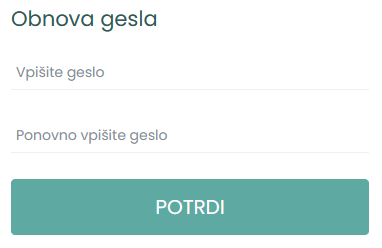 Obnova gesla
Vpišite geslo
Ponovno vpišite geslo
POTRDI